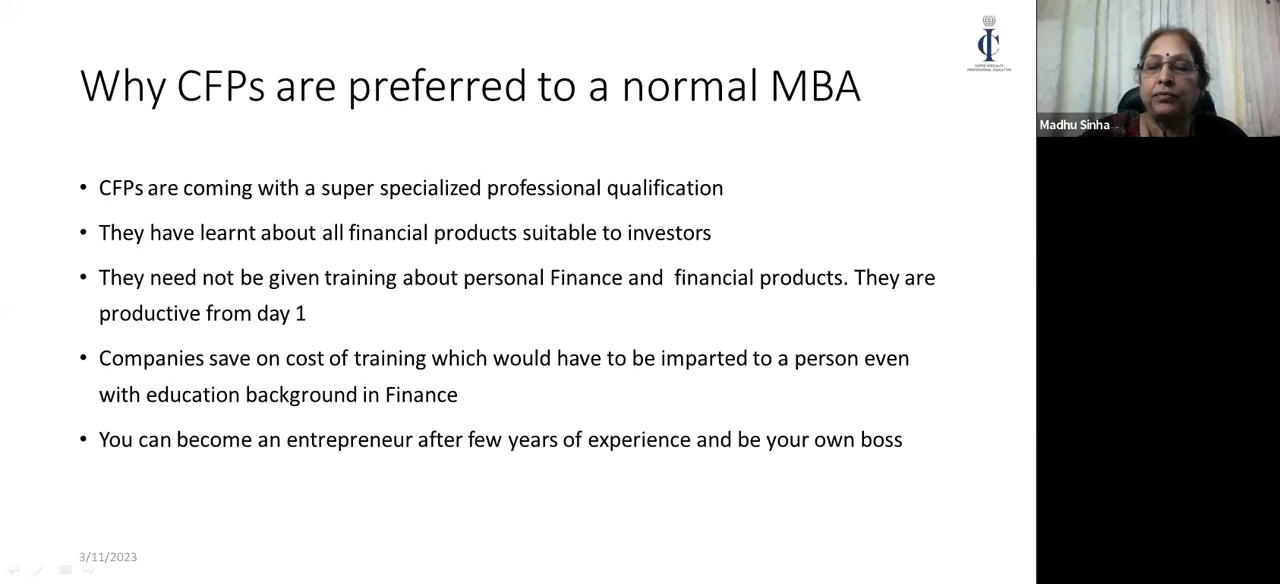 Why CFPs are preferred to a normal MBA
SUPER SPECIALTY
PROFESSIONAL EDUCATION
Madhu Sinha
• CFPs are coming with a super specialized professional qualification
• They have learnt about all financial products suitable to investors
• They need not be given training about personal Finance and  financial products. They are
productive from day 1
• Companies save on cost of training which would have to be imparted to a person even
with education background in Finance
• You can become an entrepreneur after few years of experience and be your own boss
3/11/2023